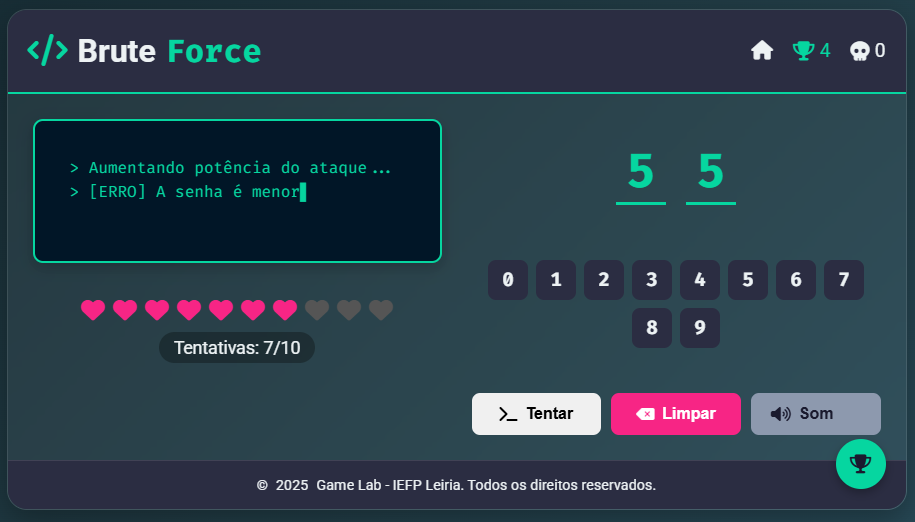 </> Brute Force
4
0
> Aumentando potência do ataque...
> [ERRO] A senha é menor
Tentativas: 7/10
5 5
0 1 2 3 4 5 6 7
8 9
>_ Tentar
Limpar
Som
© 2025 Game Lab - IEFP Leiria. Todos os direitos reservados.